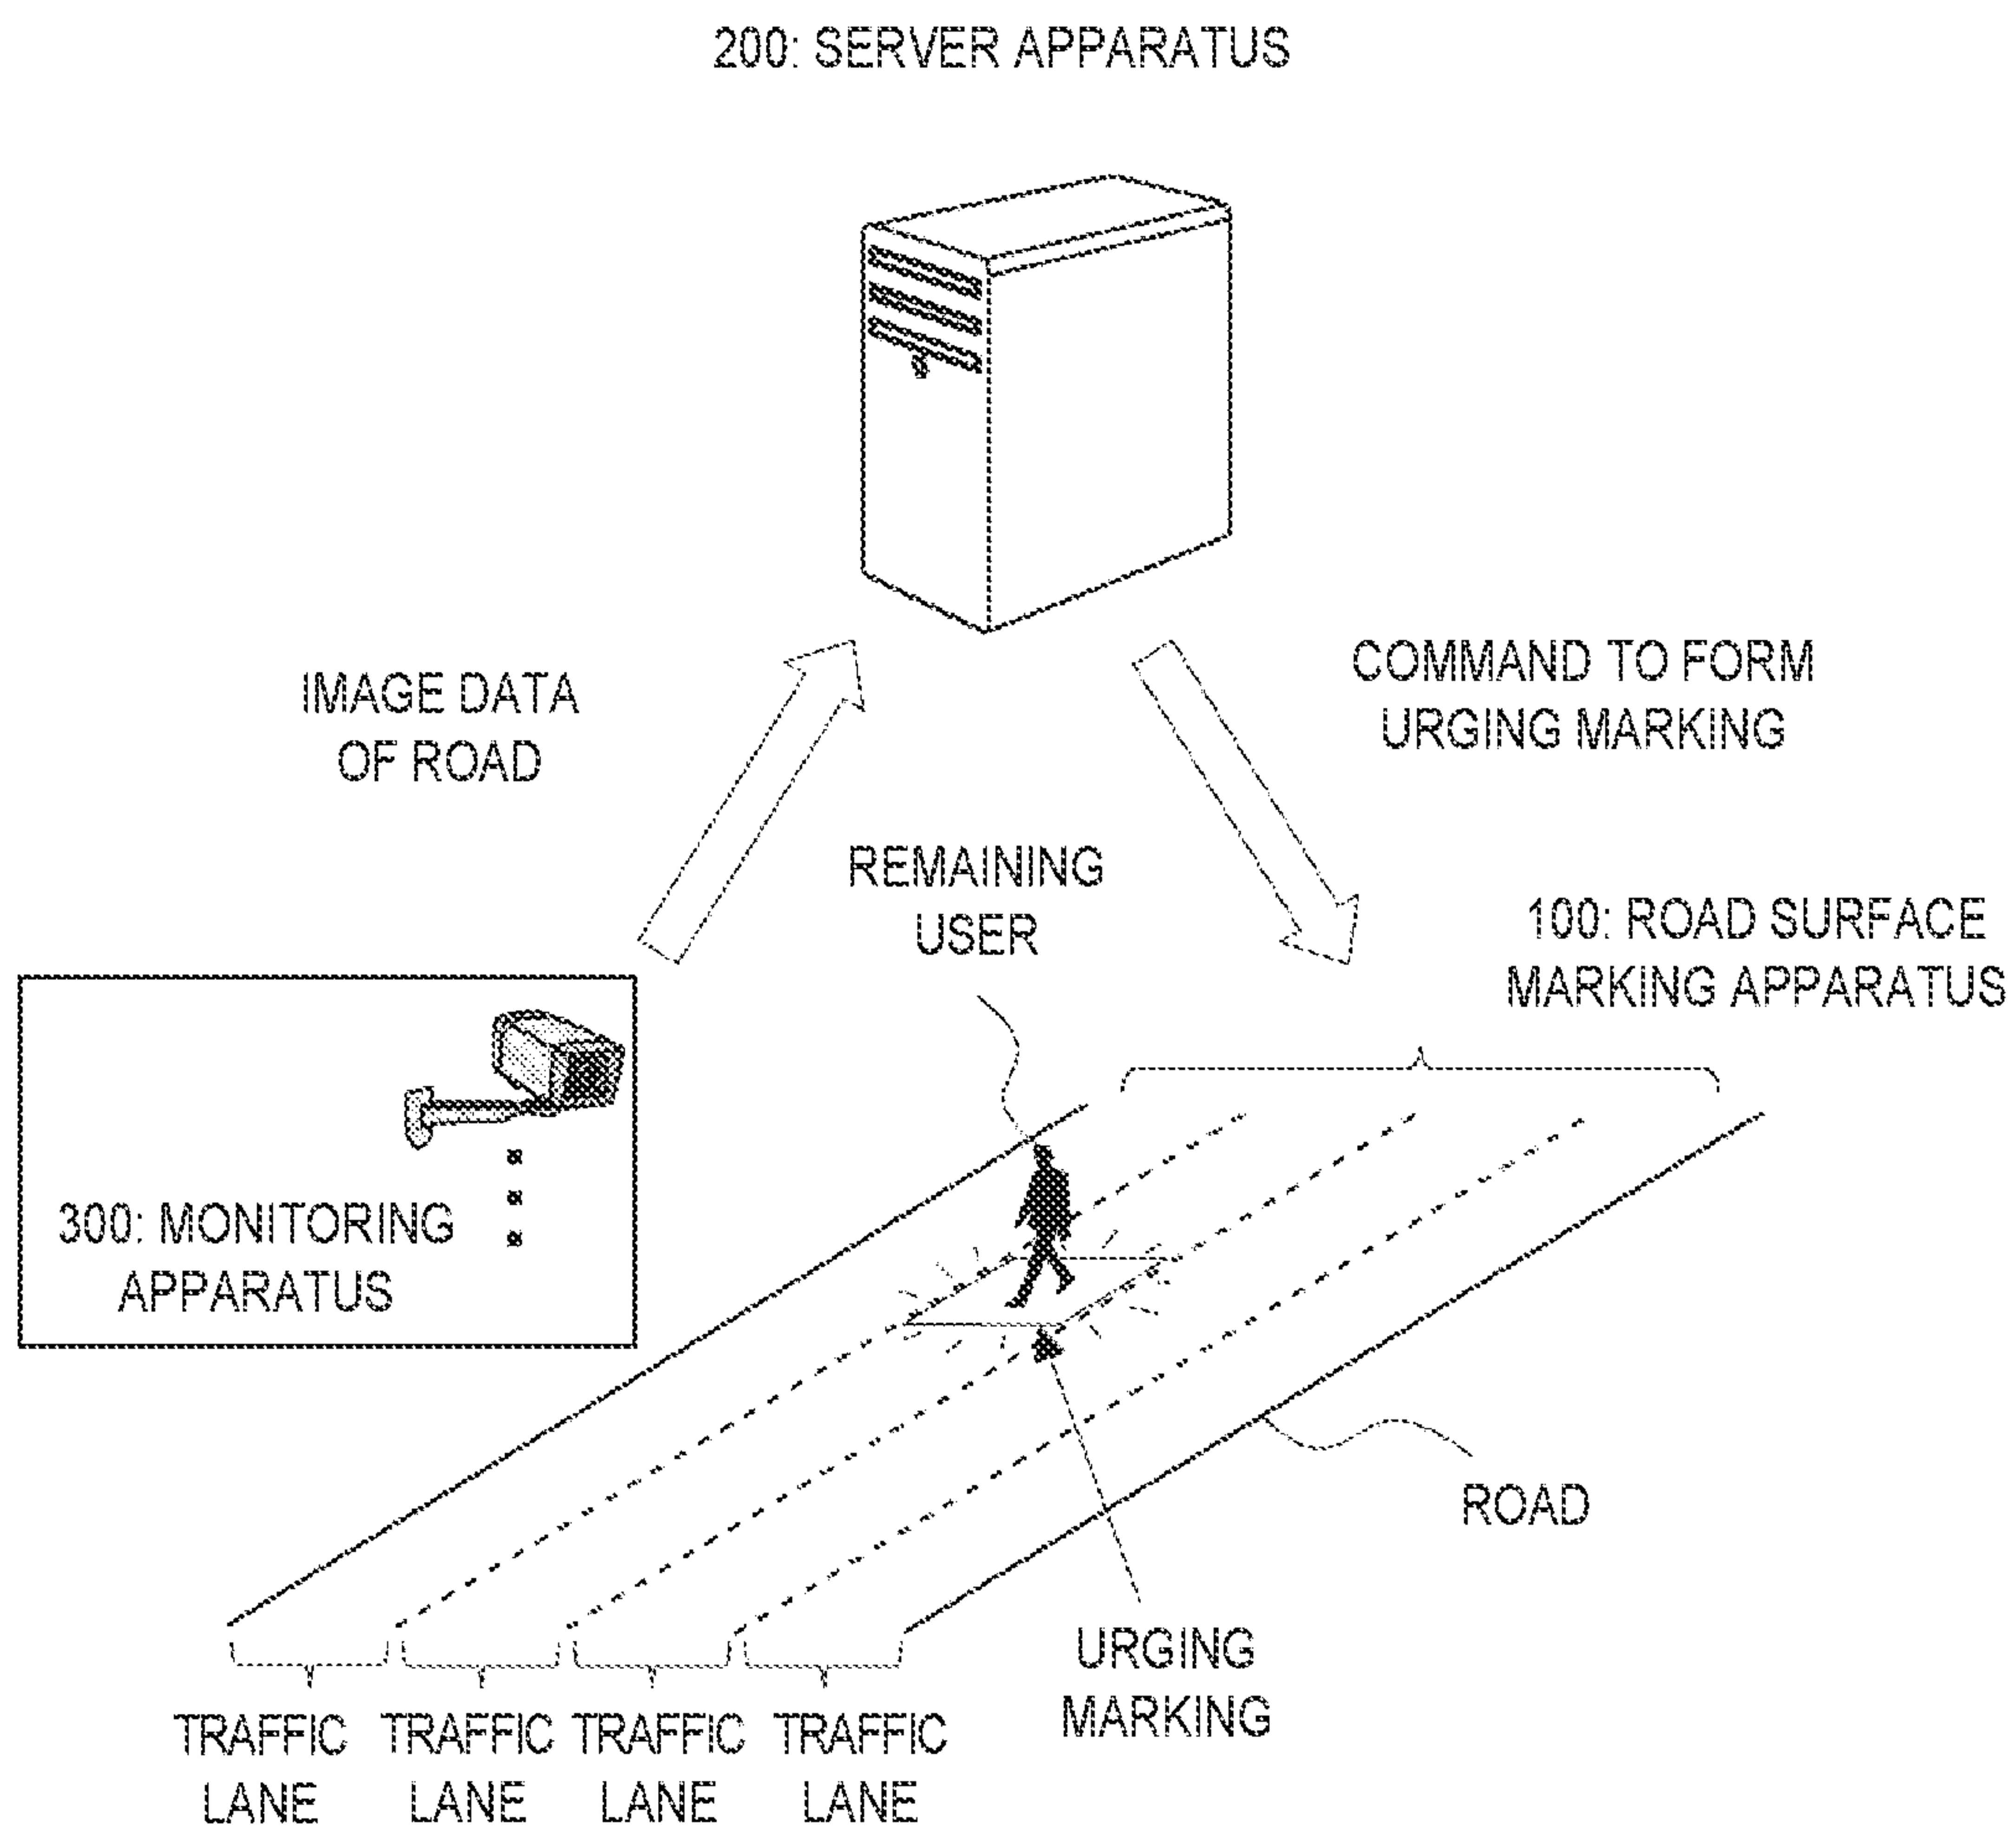 200: SERVER APPARATUS
IMAGE DATA
OF ROAD
COMMAND TO FORM
URGING MARKING
REMAINING
USER
100: ROAD SURFACE
MARKING APPARATUS
300: MONITORING
APPARATUS
ROAD
URGING
MARKING
TRAFFIC
LANE
TRAFFIC
LANE
TRAFFIC
LANE
TRAFFIC
LANE